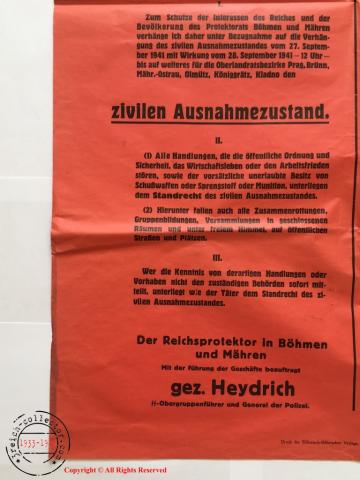 Zum Schutze der Interessen des Reiches und der
Bevölkerung des Protektorats Böhmen und Mähren
verhänge ich daher unter Bezugnahme auf die Verhän-
gung des zivilen Ausnahmezustandes vom 27. Septem-
ber 1941 mit Wirkung vom 28. September 1941 – 12 Uhr –
bis auf weiteres für die Oberlandratsbezirke Prag, Brünn,
Mähr.-Ostrau, Olmütz, Königgrätz, Kladno den
zivilen Ausnahmezustand.
II.
(1) Alle Handlungen, die die öffentliche Ordnung und
Sicherheit, das Wirtschaftsleben oder den Arbeitsfrieden
stören, sowie der vorsätzliche unerlaubte Besitz von
Schußwaffen oder Sprengstoff oder Munition, unterliegen
dem Standrecht des zivilen Ausnahmezustandes.
(2) Hierunter fallen auch alle Zusammenrottungen,
Gruppenbildungen, Versammlungen in geschlossenen
Räumen und unter freiem Himmel, auf öffentlichen
Straßen und Plätzen.
III.
Wer die Kenntnis von derartigen Handlungen oder
Vorhaben nicht den zuständigen Behörden sofort mit-
teilt, unterliegt wie der Täter dem Standrecht des zi-
vilen Ausnahmezustandes.
Der Reichsprotektor in Böhmen
und Mähren
Mit der Führung der Geschäfte beauftragt
gez. Heydrich
SS-Obergruppenführer und General der Polizei.
Druck der Böhmisch-Mährischen
Copyright © All Rights Reserved